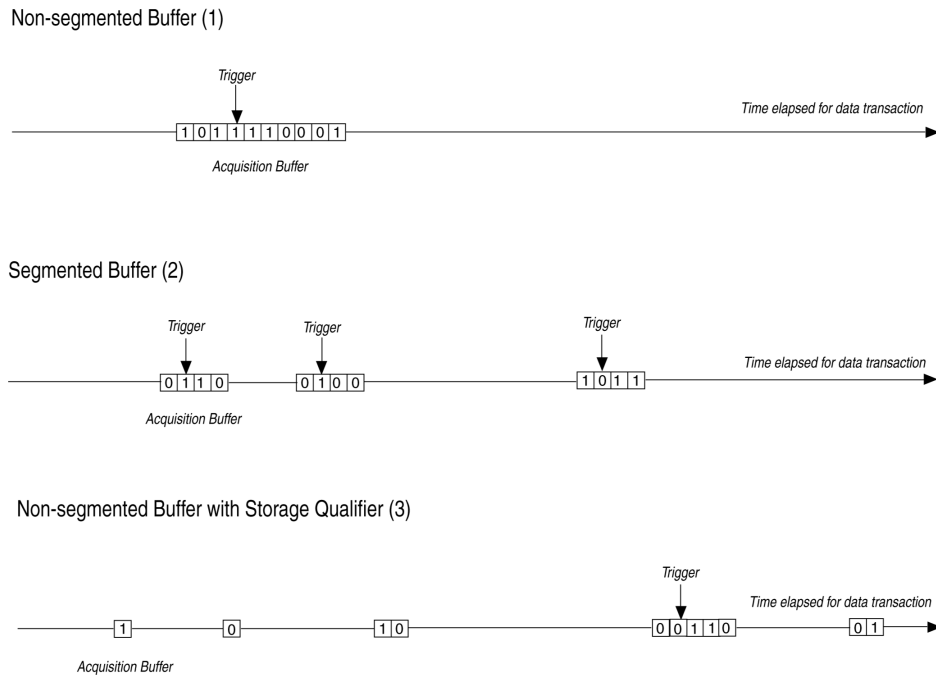 Non-segmented Buffer (1)
Trigger
Time elapsed for data transaction
1 0 1 1 1 1 0 0 0 1
Acquisition Buffer
Segmented Buffer (2)
Trigger Trigger Trigger
Time elapsed for data transaction
0 1 1 0 0 1 0 0 1 0 1 1
Acquisition Buffer
Non-segmented Buffer with Storage Qualifier (3)
Trigger
Time elapsed for data transaction
1 0 1 0 0 0 1 1 0 0 1
Acquisition Buffer